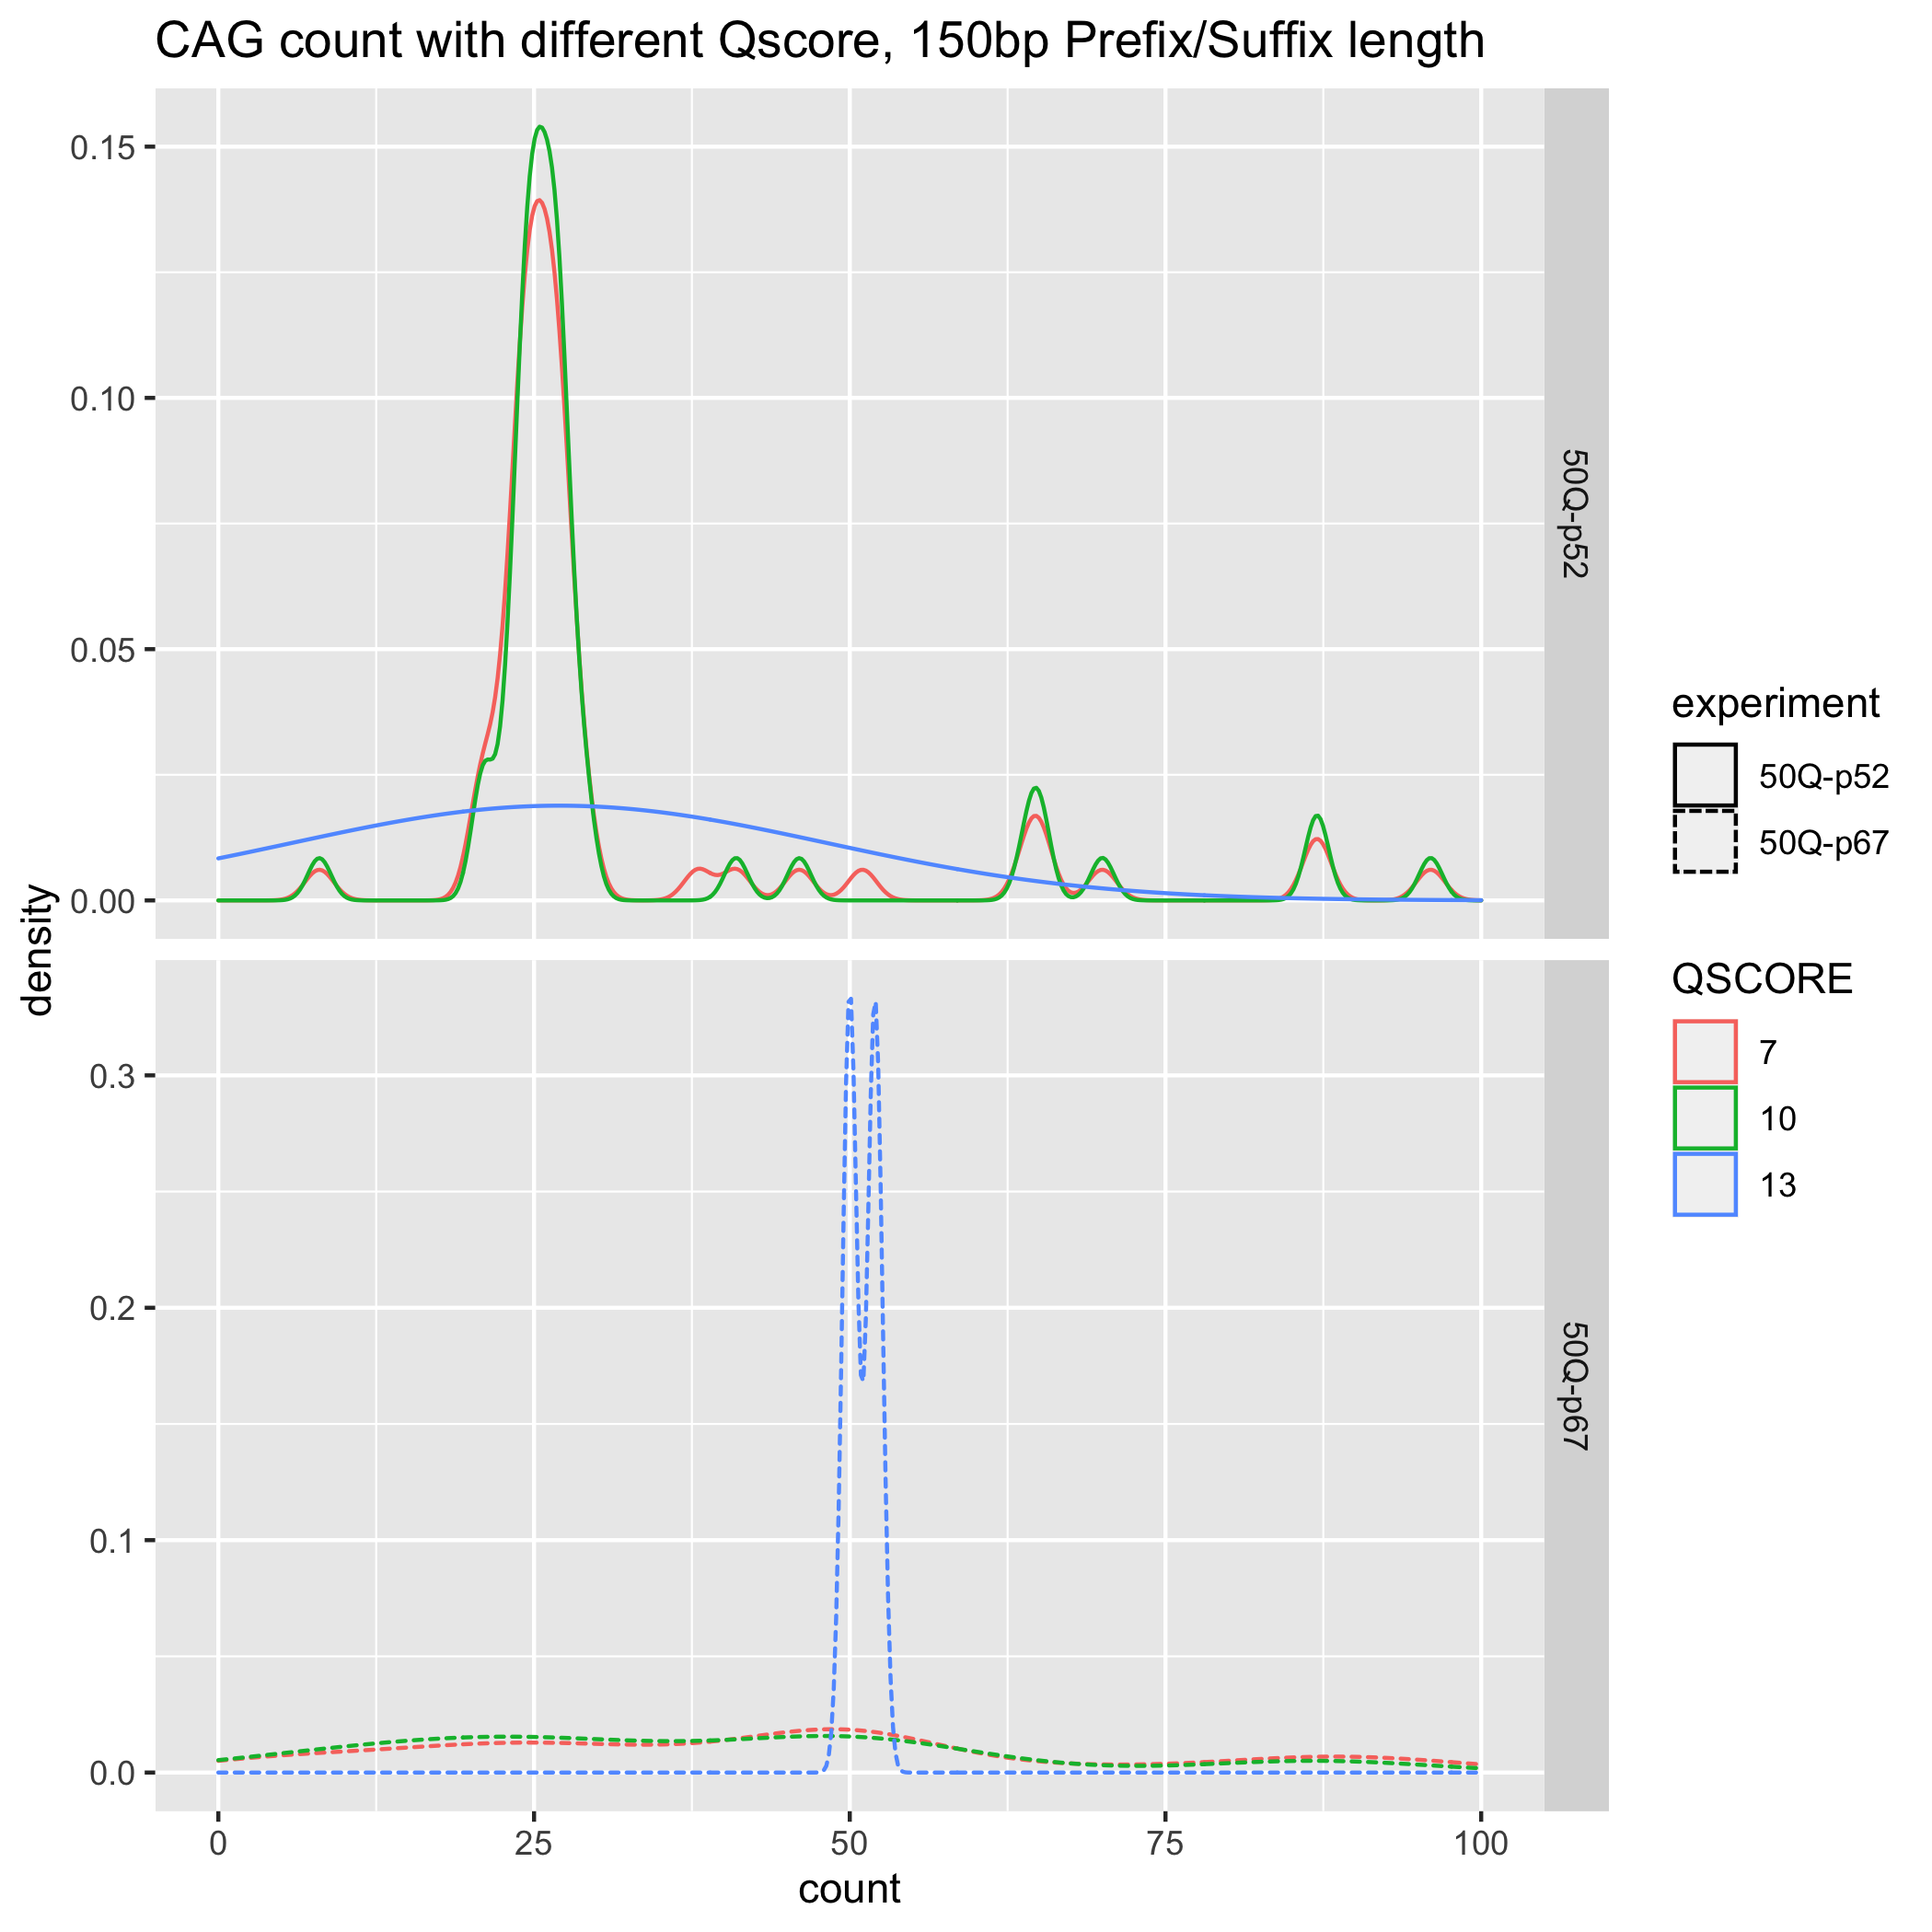 CAG count with different Qscore, 150bp Prefix/Suffix length
0.15
0.10
0.05
0.00
50Q-p52
density
0.3
0.2
0.1
0.0
50Q-p67
0 25 50 75 100
count
experiment
50Q-p52
50Q-p67
QSCORE
7
10
13